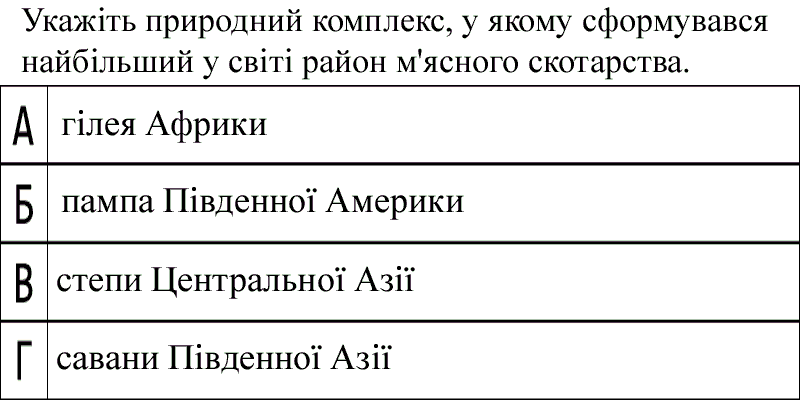 Укажіть природний комплекс, у якому сформувався
найбільший у світі район м'ясного скотарства.
А гілея Африки
Б пампа Південної Америки
В степи Центральної Азії
Г савани Південної Азії